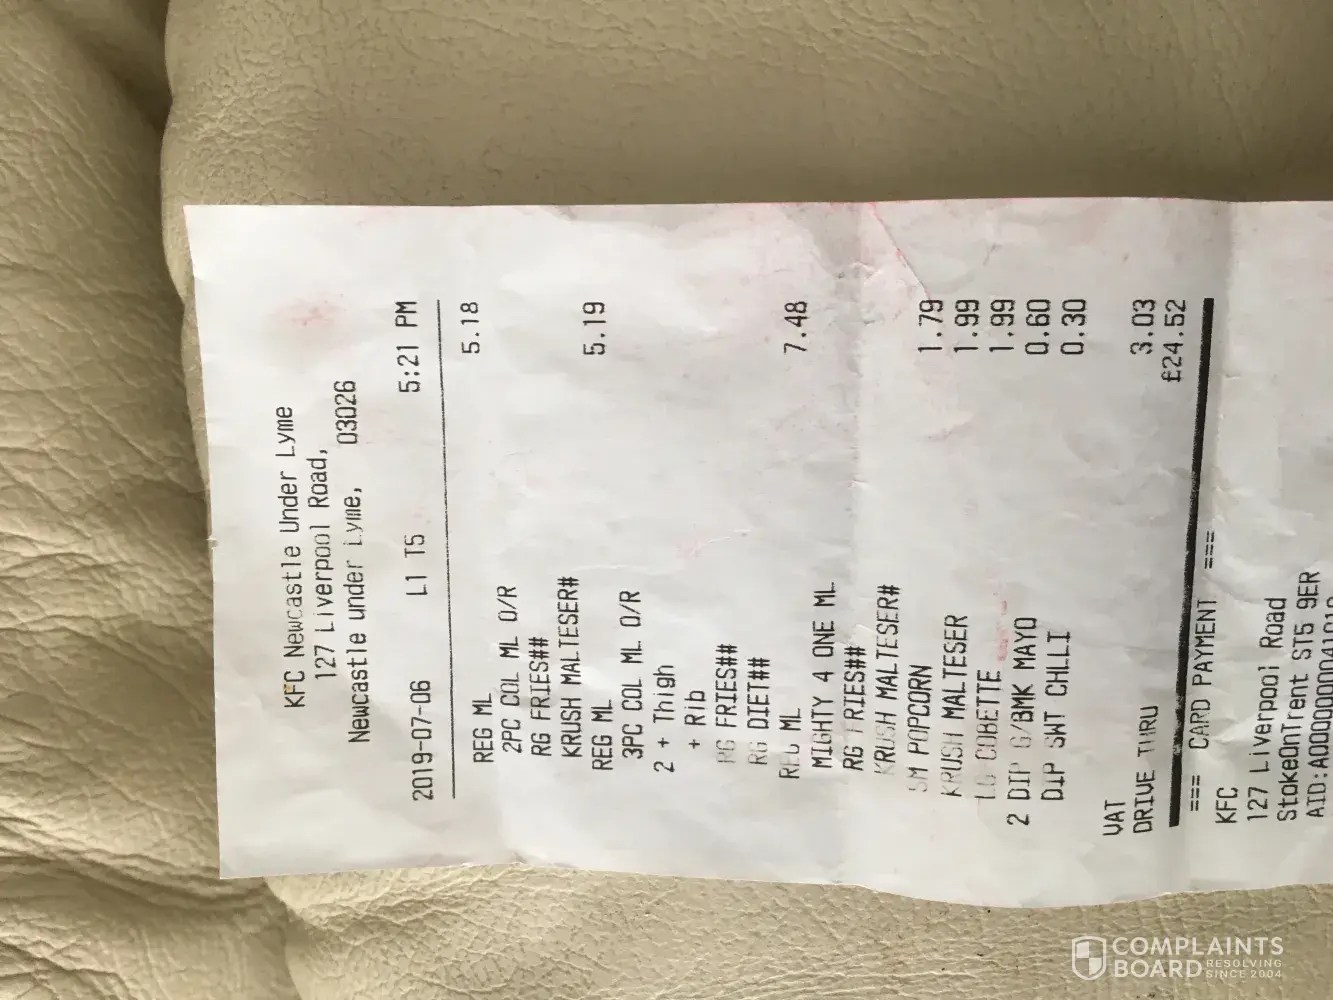 KFC Newcastle Under Lyme
127 Liverpool Road,
Newcastle under Lyme, 03026
2019-07-06 L1 T5 5:21 PM
REG ML 5.18
2PC COL ML O/R
RG FRIES##
KRUSH MALTESER#
REG ML 5.19
3PC COL ML O/R
2 + Thigh
+ Rib
RG FRIES##
RG DIET##
REG ML 7.48
MIGHTY 4 ONE ML
RG FRIES##
KRUSH MALTESER#
SM POPCORN 1.79
KRUSH MALTESER 1.99
LG COBETTE 1.99
2 DIP G/BMK MAYO 0.60
DIP SWT CHLLI 0.30
VAT 3.03
DRIVE THRU £24.52
=== CARD PAYMENT ===
KFC
127 Liverpool Road
StokeOnTrent ST5 9ER
COMPLAINTS
BOARD RESOLVING
SINCE 2004